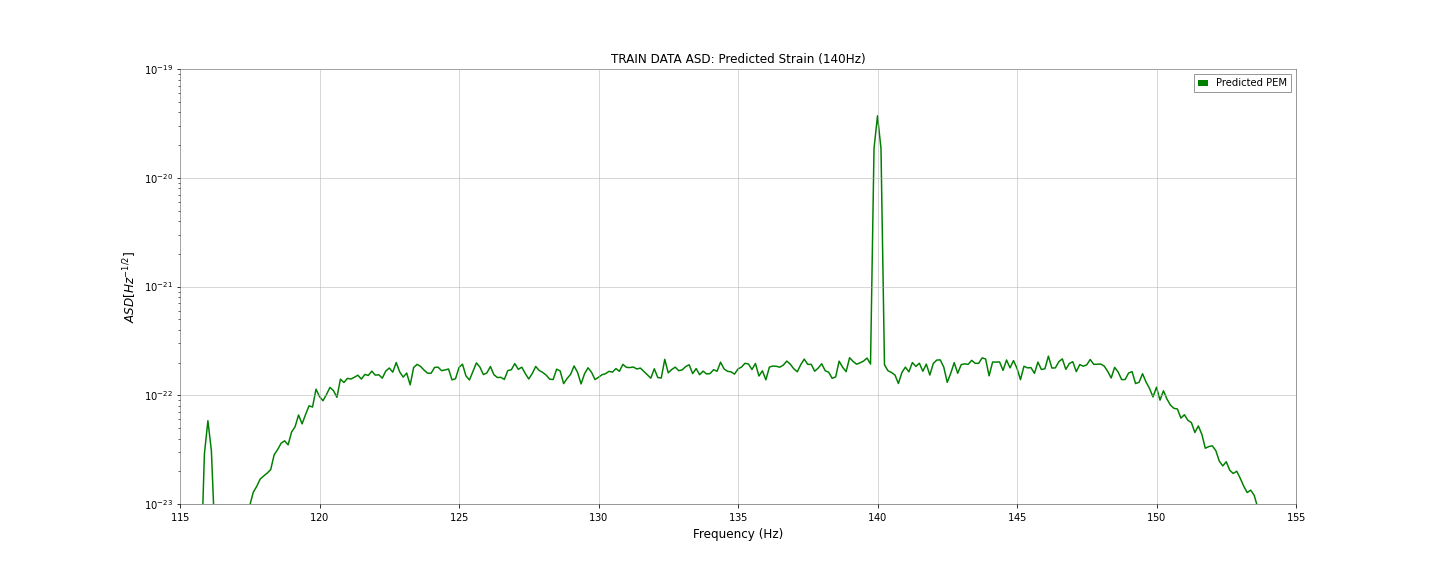 TRAIN DATA ASD: Predicted Strain (140Hz)
Predicted PEM
10⁻¹⁹
10⁻²⁰
10⁻²¹
10⁻²²
10⁻²³
ASD[Hz⁻¹/²]
115 120 125 130 135 140 145 150 155
Frequency (Hz)